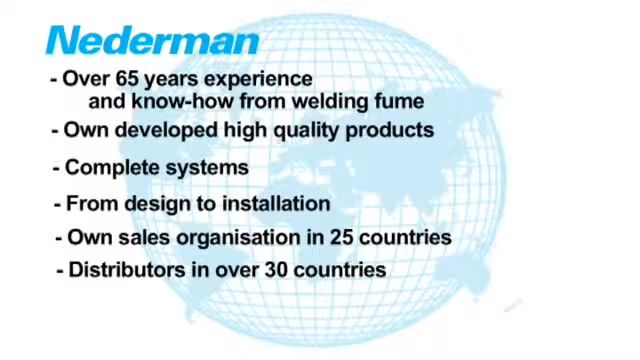 Nederman
- Over 65 years experience
and know-how from welding fume
- Own developed high quality products
- Complete systems
- From design to installation
- Own sales organisation in 25 countries
- Distributors in over 30 countries